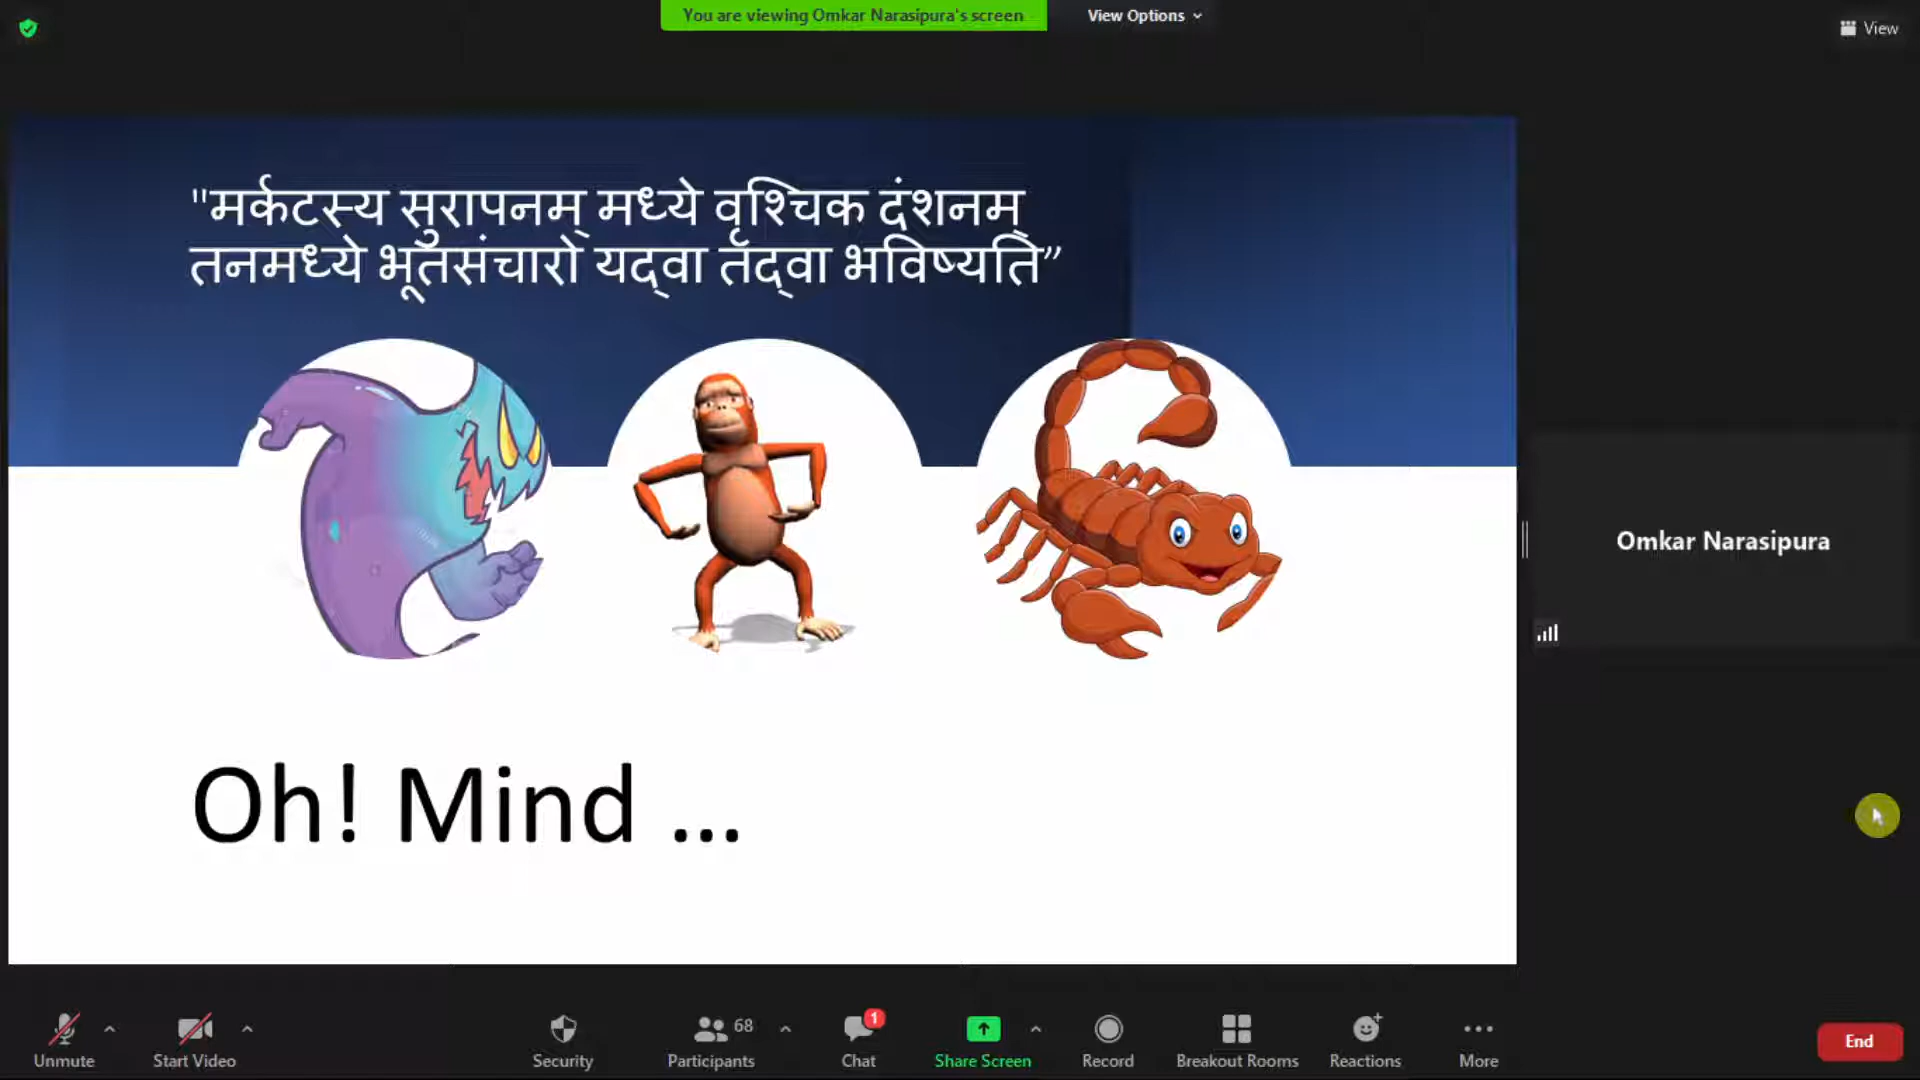 You are viewing Omkar Narasipura's screen
View Options
View
"मर्कटस्य सुरापनम् मध्ये वृश्चिक दंशनम्
तनमध्ये भूतसंचारो यद्वा तद्वा भविष्यति”
Omkar Narasipura
Oh! Mind ...
68
1
Unmute
Start Video
Security
Participants
Chat
Share Screen
Record
Breakout Rooms
Reactions
More
End